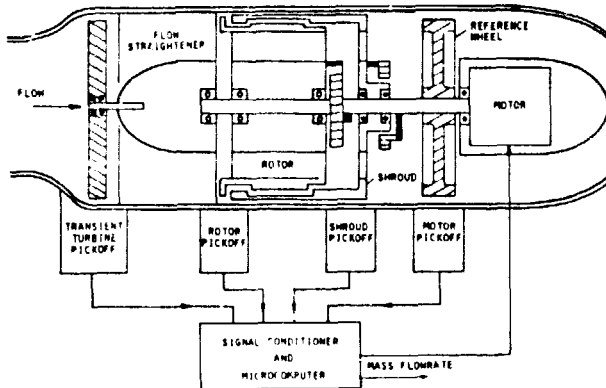 FLOW
STRAIGHTENER
REFERENCE
WHEEL
FLOW
MOTOR
ROTOR
SHROUD
TRANSIENT
TURBINE
PICKOFF
ROTOR
PICKOFF
SHROUD
PICKOFF
MOTOR
PICKOFF
SIGNAL CONDITIONER
AND
MICROCOMPUTER
MASS FLOWRATE